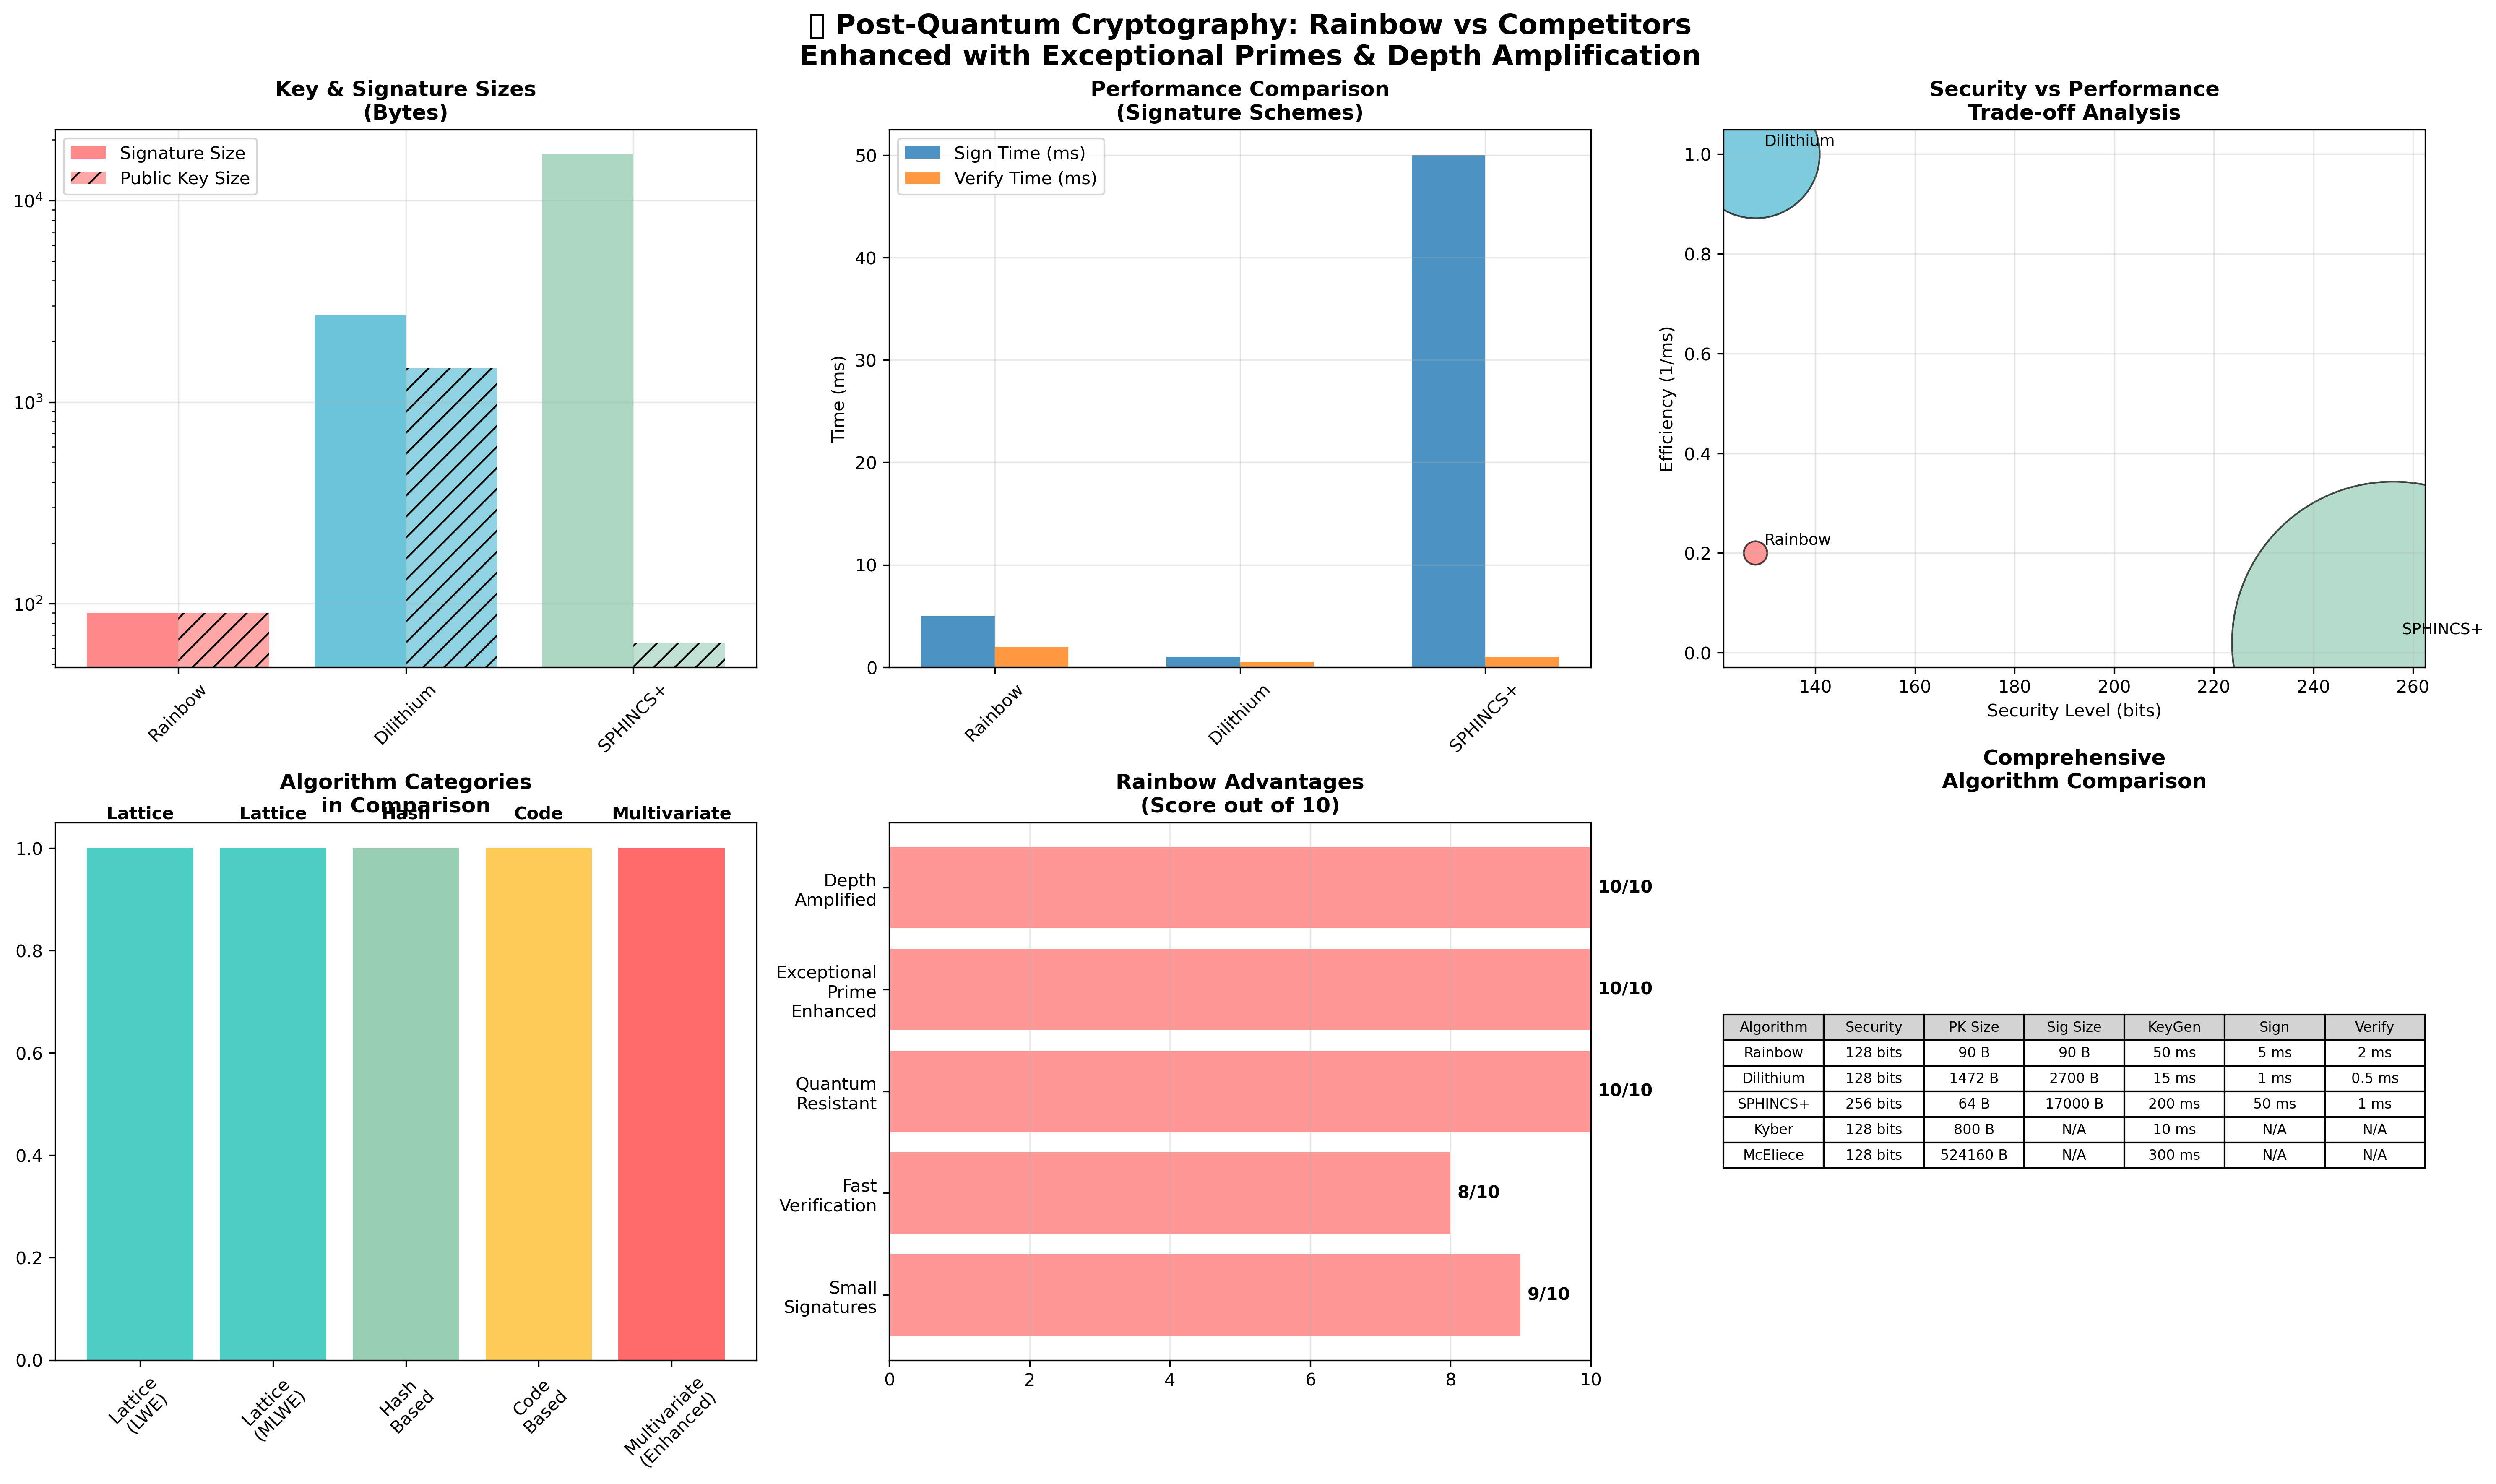 ▯ Post-Quantum Cryptography: Rainbow vs Competitors
Enhanced with Exceptional Primes & Depth Amplification
Key & Signature Sizes
(Bytes)
Signature Size
Public Key Size
10⁴
10³
10²
Rainbow
Dilithium
SPHINCS+
Performance Comparison
(Signature Schemes)
Sign Time (ms)
Verify Time (ms)
Time (ms)
50
40
30
20
10
0
Rainbow
Dilithium
SPHINCS+
Security vs Performance
Trade-off Analysis
Dilithium
Rainbow
SPHINCS+
Efficiency (1/ms)
1.0
0.8
0.6
0.4
0.2
0.0
140 160 180 200 220 240 260
Security Level (bits)
Algorithm Categories
in Comparison
Lattice Lattice Hash Code Multivariate
1.0
0.8
0.6
0.4
0.2
0.0
Lattice
(LWE)
Lattice
(MLWE)
Hash
Based
Code
Based
Multivariate
(Enhanced)
Rainbow Advantages
(Score out of 10)
Depth
Amplified
10/10
Exceptional
Prime
Enhanced
10/10
Quantum
Resistant
10/10
Fast
Verification
8/10
Small
Signatures
9/10
0 2 4 6 8 10
Comprehensive
Algorithm Comparison
Algorithm Security PK Size Sig Size KeyGen Sign Verify
Rainbow 128 bits 90 B 90 B 50 ms 5 ms 2 ms
Dilithium 128 bits 1472 B 2700 B 15 ms 1 ms 0.5 ms
SPHINCS+ 256 bits 64 B 17000 B 200 ms 50 ms 1 ms
Kyber 128 bits 800 B N/A 10 ms N/A N/A
McEliece 128 bits 524160 B N/A 300 ms N/A N/A